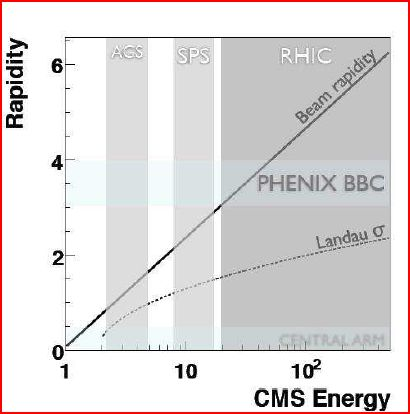 AGS SPS RHIC
Rapidity
6
Beam rapidity
4
PHENIX BBC
Landau σ
2
CENTRAL ARM
0
1 10 10²
CMS Energy